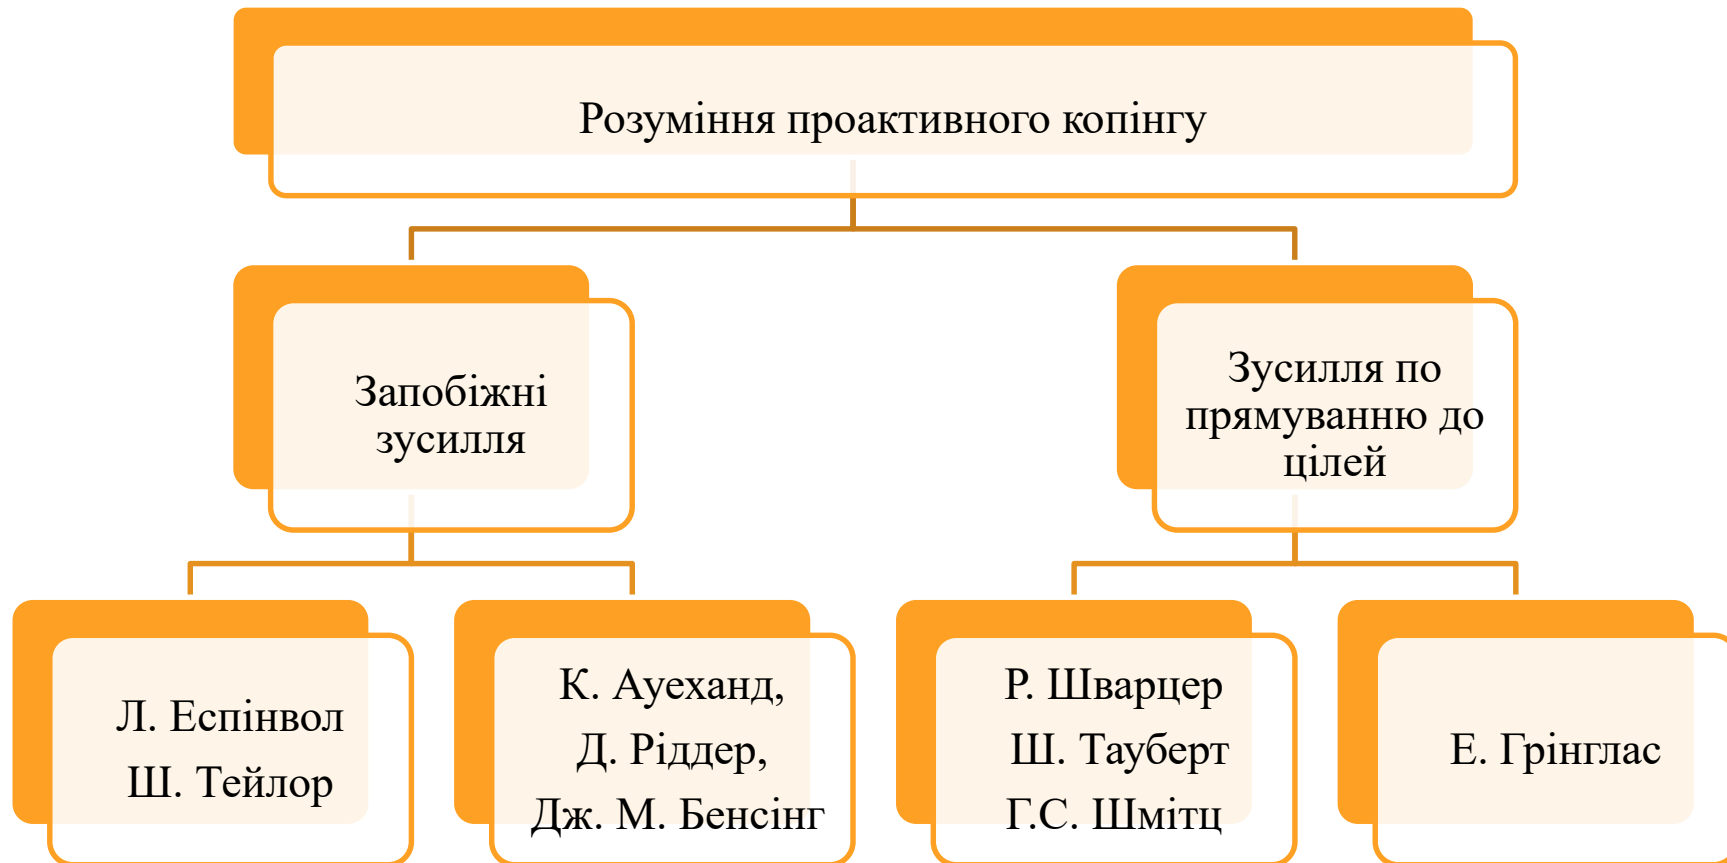 Розуміння проактивного копінгу
Запобіжні
зусилля
Зусилля по
прямуванню до
цілей
Л. Еспінвол
Ш. Тейлор
К. Ауеханд,
Д. Ріддер,
Дж. М. Бенсінг
Р. Шварцер
Ш. Тауберт
Г.С. Шмітц
Е. Грінглас